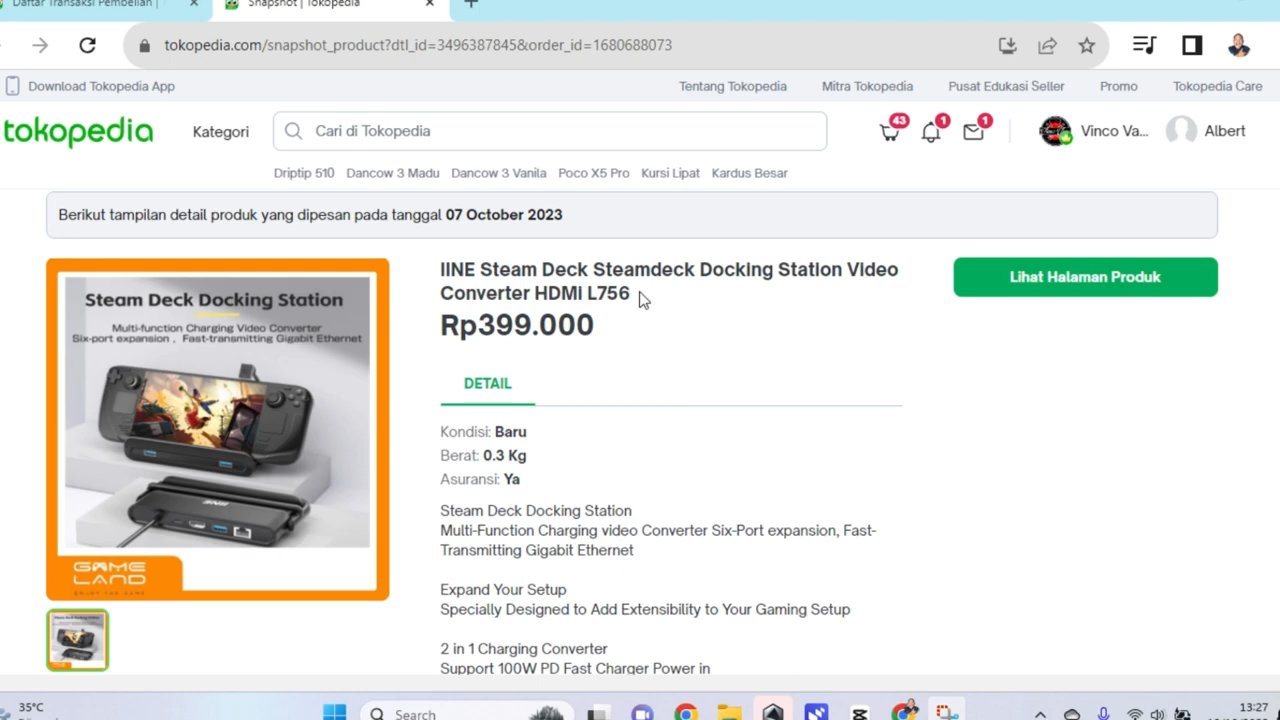 Daftar Transaksi Pembelian |
Snapshot | Tokopedia
tokopedia.com/snapshot_product?dtl_id=3496387845&order_id=1680688073
Download Tokopedia App
Tentang Tokopedia
Mitra Tokopedia
Pusat Edukasi Seller
Promo
Tokopedia Care
tokopedia
Kategori
Cari di Tokopedia
43
1
1
Vinco Va...
Albert
Driptip 510
Dancow 3 Madu
Dancow 3 Vanila
Poco X5 Pro
Kursi Lipat
Kardus Besar
Berikut tampilan detail produk yang dipesan pada tanggal 07 October 2023
Steam Deck Docking Station
Multi-function Charging Video Converter
Six-port expansion , Fast-transmitting Gigabit Ethernet
IINE
GAME
LAND
ENJOY THE GAME
IINE Steam Deck Steamdeck Docking Station Video
Converter HDMI L756
Rp399.000
Lihat Halaman Produk
DETAIL
Kondisi: Baru
Berat: 0.3 Kg
Asuransi: Ya
Steam Deck Docking Station
Multi-Function Charging video Converter Six-Port expansion, Fast-
Transmitting Gigabit Ethernet
Expand Your Setup
Specially Designed to Add Extensibility to Your Gaming Setup
2 in 1 Charging Converter
Support 100W PD Fast Charger Power in
35°C
Search
13:27